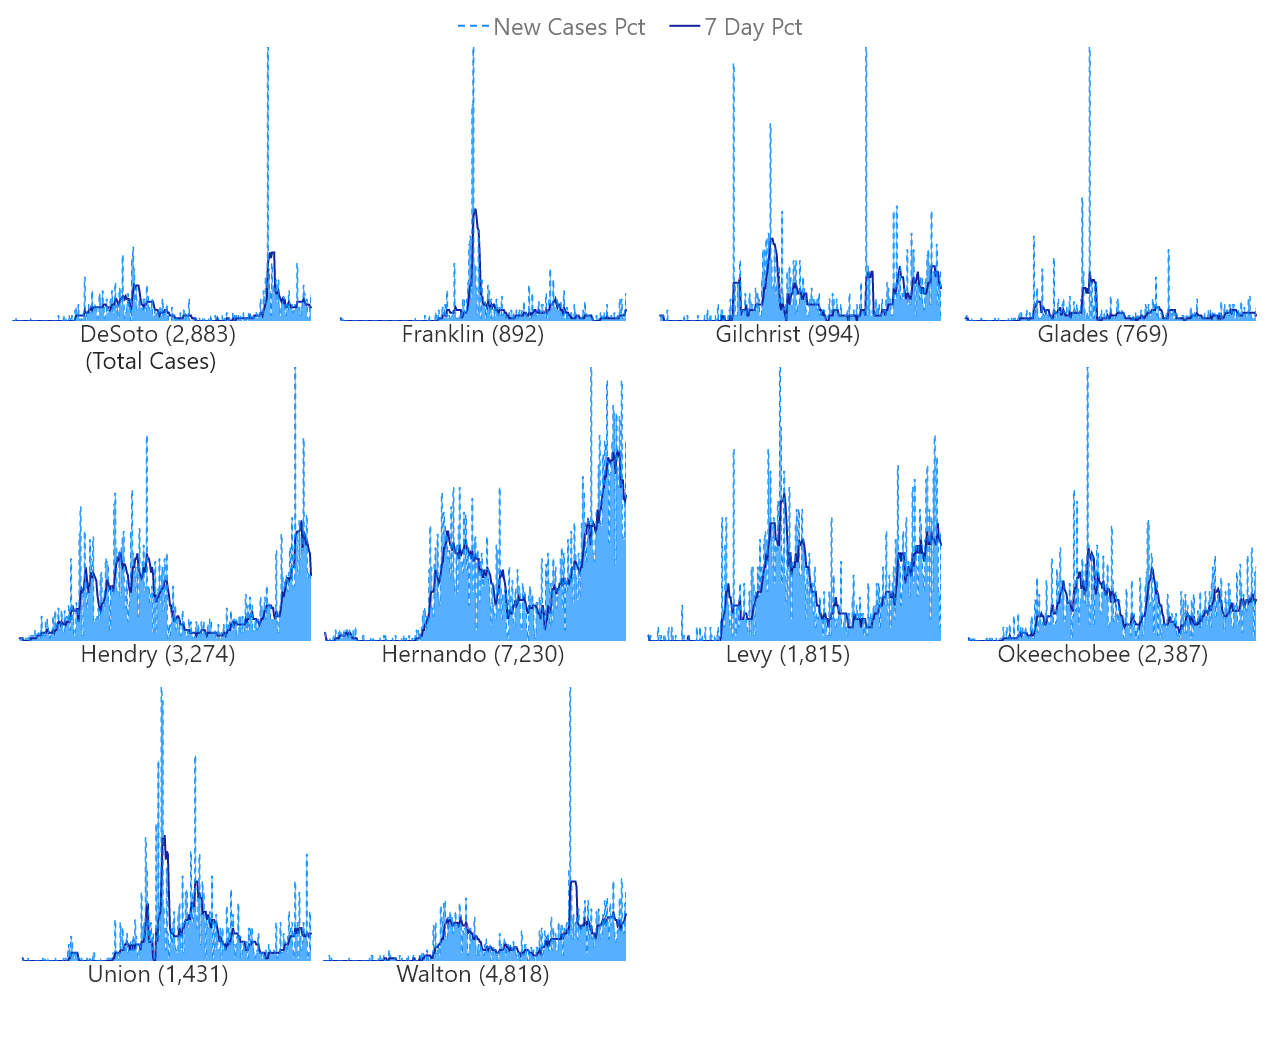 New Cases Pct 7 Day Pct
DeSoto (2,883) Franklin (892) Gilchrist (994) Glades (769)
(Total Cases)
Hendry (3,274) Hernando (7,230) Levy (1,815) Okeechobee (2,387)
Union (1,431) Walton (4,818)